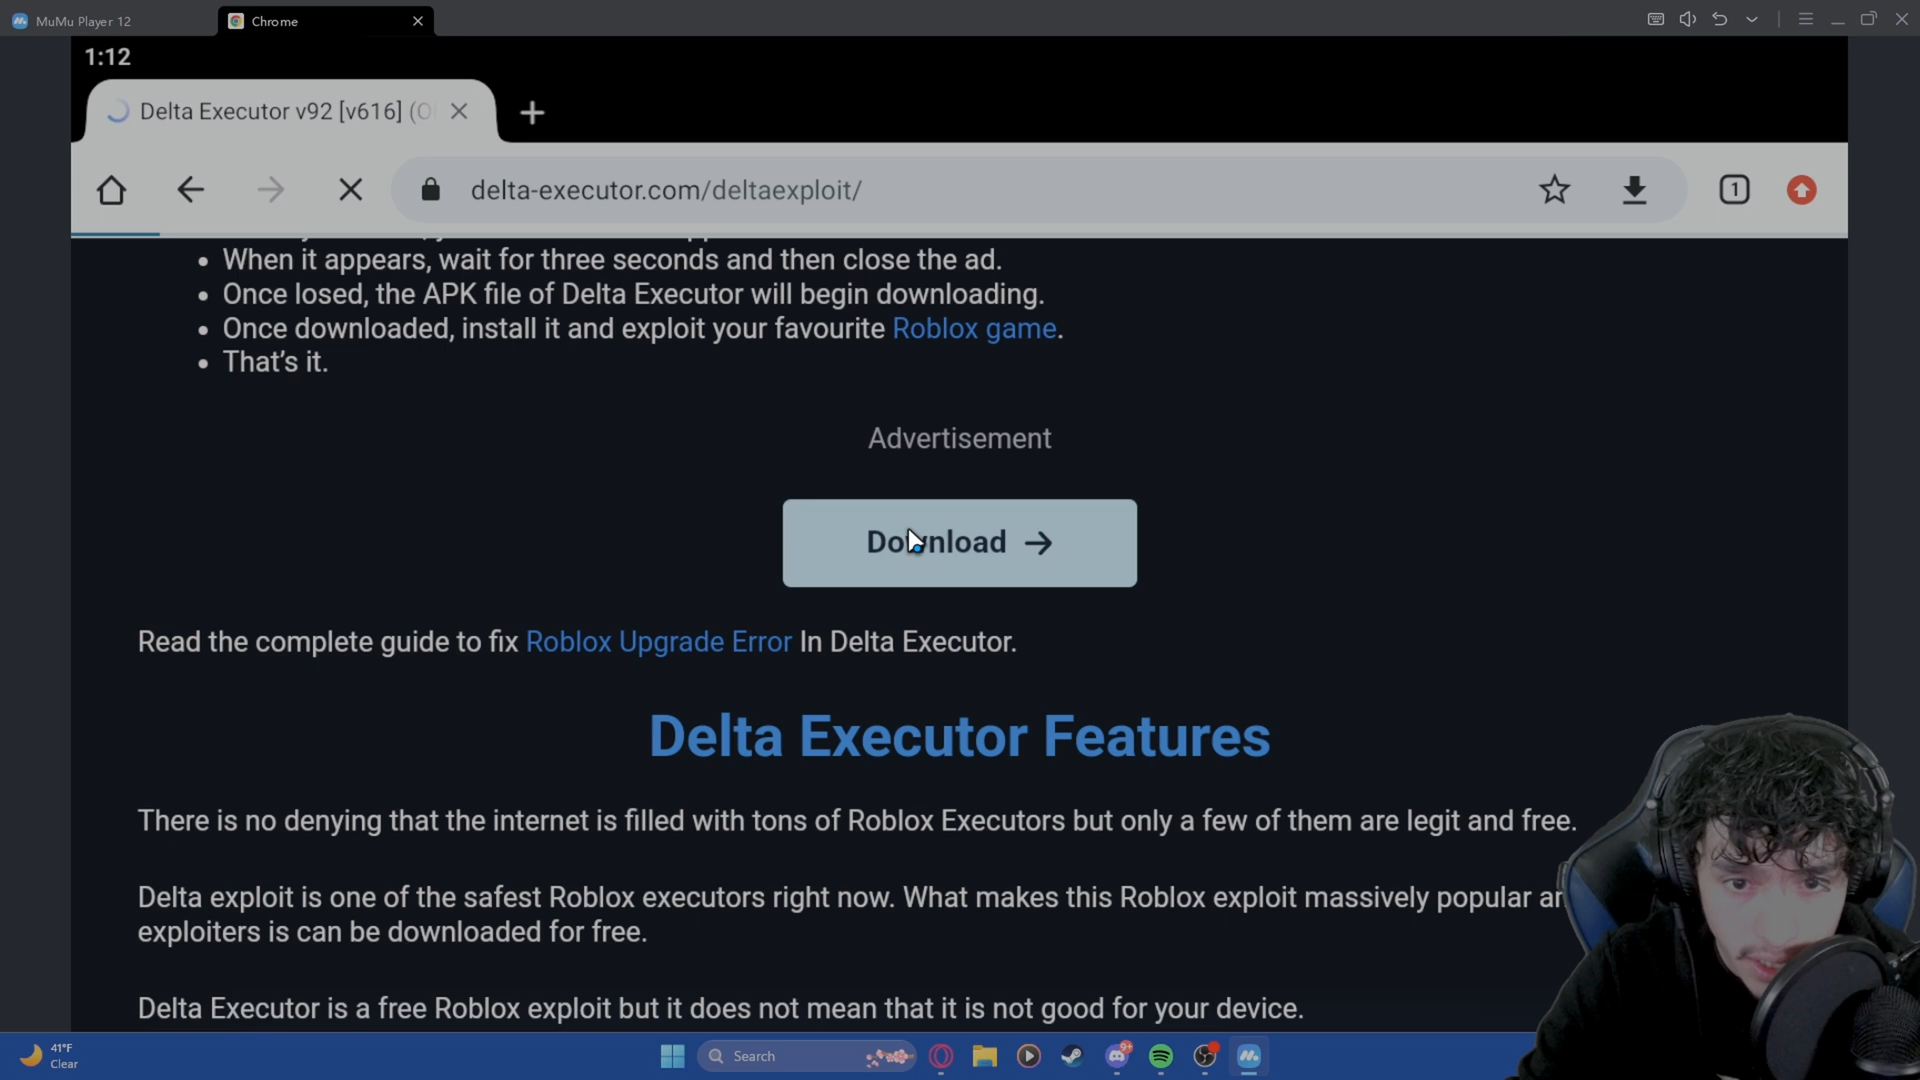 MuMu Player 12
Chrome
1:12
Delta Executor v92 [v616] (O
delta-executor.com/deltaexploit/
1
When it appears, wait for three seconds and then close the ad.
Once losed, the APK file of Delta Executor will begin downloading.
Once downloaded, install it and exploit your favourite Roblox game.
That's it.
Advertisement
Download →
Read the complete guide to fix Roblox Upgrade Error In Delta Executor.
Delta Executor Features
There is no denying that the internet is filled with tons of Roblox Executors but only a few of them are legit and free.
Delta exploit is one of the safest Roblox executors right now. What makes this Roblox exploit massively popular
exploiters is can be downloaded for free.
Delta Executor is a free Roblox exploit but it does not mean that it is not good for your device.
41°F
Clear
Search
9+